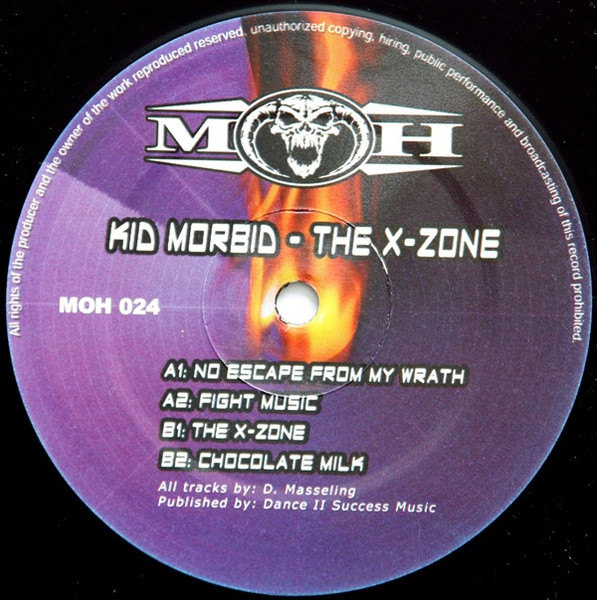 All rights of the producer and the owner of the work reproduced reserved, unauthorized copying, hiring, public performance and broadcasting of this record prohibited.
MOH
KID MORBID - THE X-ZONE
MOH 024
A1: NO ESCAPE FROM MY WRATH
A2: FIGHT MUSIC
B1: THE X-ZONE
B2: CHOCOLATE MILK
All tracks by: D. Masseling
Published by: Dance II Success Music